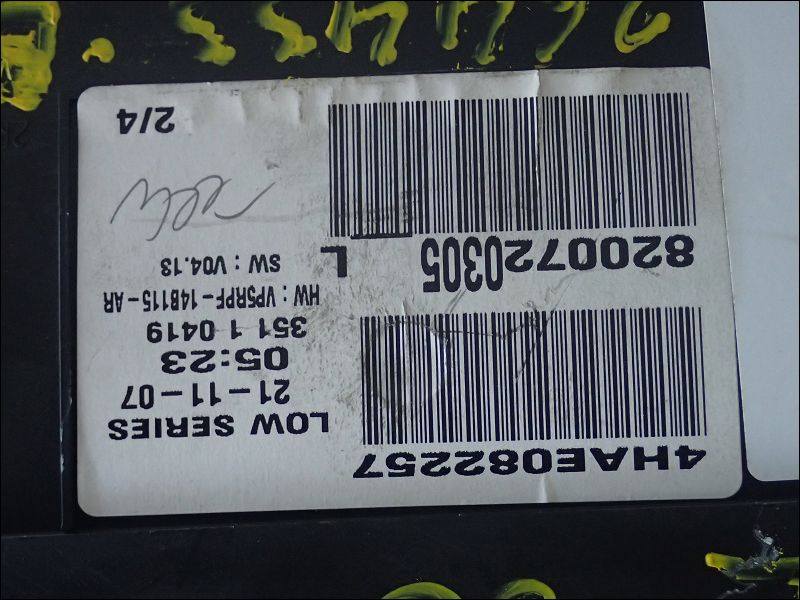 4HAE082257
LOW SERIES
21-11-07
05:23
351 1 0419
HW : VP5RPF-14B115-AR
SW : V04.13
8200720305 L
2/4